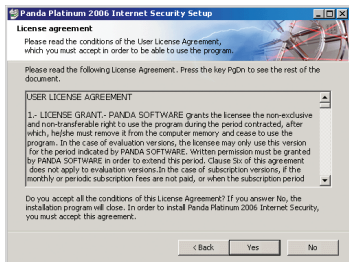 Panda Platinum 2006 Internet Security Setup
License agreement
Please read the conditions of the User License Agreement,
which you must accept in order to be able to use the program.
Please read the following License Agreement. Press the key PgDn to see the rest of the
document.
USER LICENSE AGREEMENT
1.- LICENSE GRANT.- PANDA SOFTWARE grants the licensee the non-exclusive
and non-transferable right to use the program during the period contracted, after
which, he/she must remove it from the computer memory and cease to use the
program. In the case of evaluation versions, the licensee may only use this version
for the period indicated by PANDA SOFTWARE. Written permission must be granted
by PANDA SOFTWARE in order to extend this period. Clause Six of this agreement
does not apply to evaluation versions.In the case of subscription versions, if the
monthly or periodic subscription fees are not paid, or when the subscription period
Do you accept all the conditions of this License Agreement? If you answer No, the
installation program will close. In order to install Panda Platinum 2006 Internet Security,
you must accept this agreement.
< Back Yes No